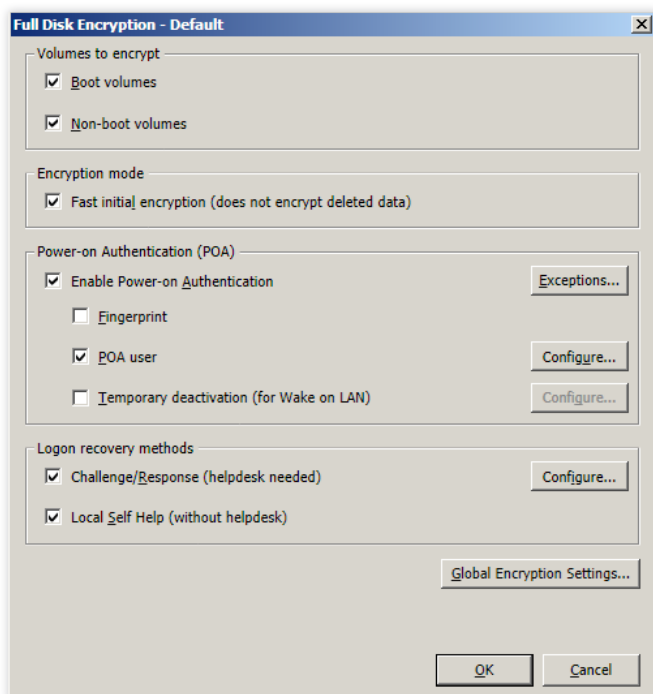 Full Disk Encryption - Default
Volumes to encrypt
Boot volumes
Non-boot volumes
Encryption mode
Fast initial encryption (does not encrypt deleted data)
Power-on Authentication (POA)
Enable Power-on Authentication
Exceptions...
Fingerprint
POA user
Configure...
Temporary deactivation (for Wake on LAN)
Configure...
Logon recovery methods
Challenge/Response (helpdesk needed)
Configure...
Local Self Help (without helpdesk)
Global Encryption Settings...
OK
Cancel